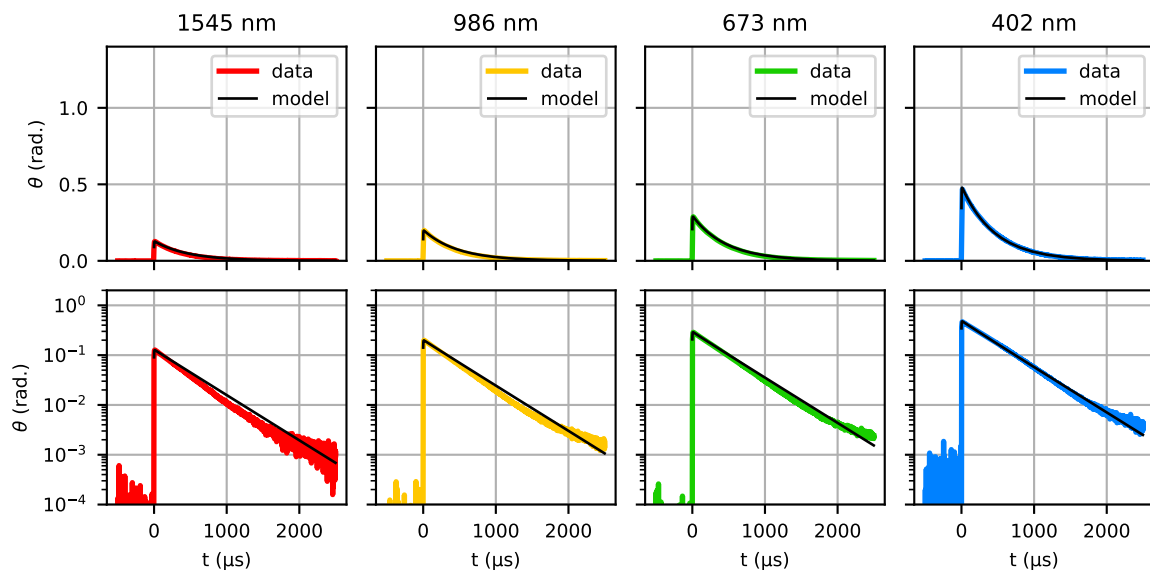 1545 nm
986 nm
673 nm
402 nm
θ (rad.)
1.0
0.5
0.0
data
model
data
model
data
model
data
model
θ (rad.)
10⁰
10⁻¹
10⁻²
10⁻³
10⁻⁴
0 1000 2000
0 1000 2000
0 1000 2000
0 1000 2000
t (µs)
t (µs)
t (µs)
t (µs)